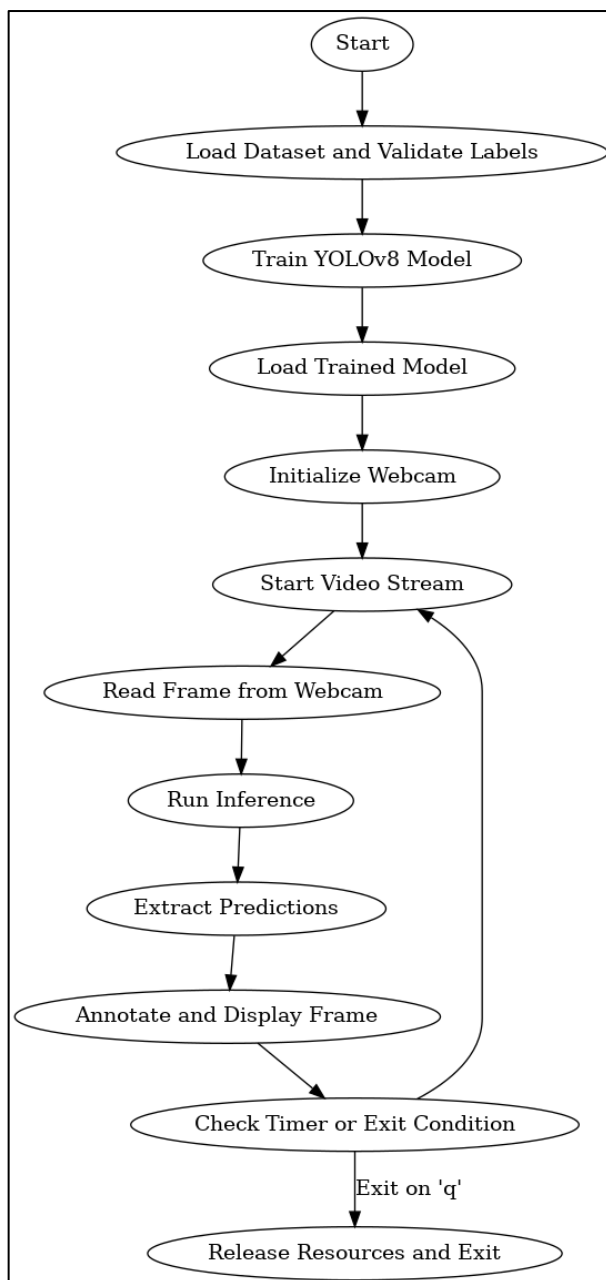 Start
Load Dataset and Validate Labels
Train YOLOv8 Model
Load Trained Model
Initialize Webcam
Start Video Stream
Read Frame from Webcam
Run Inference
Extract Predictions
Annotate and Display Frame
Check Timer or Exit Condition
Exit on 'q'
Release Resources and Exit